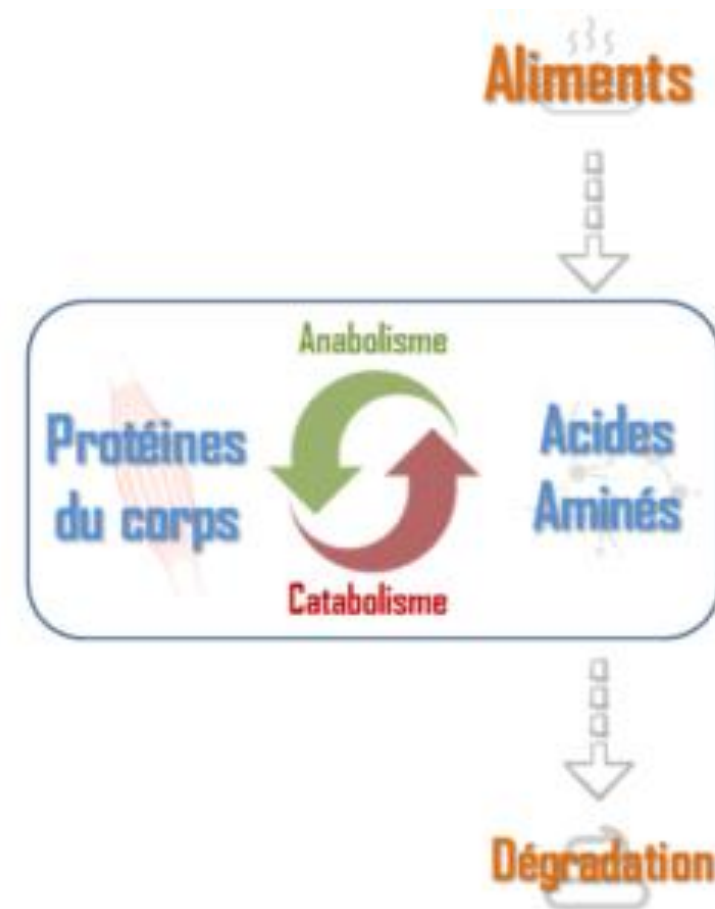 Aliments
Anabolisme
Protéines
du corps
Acides
Aminés
Catabolisme
Dégradation